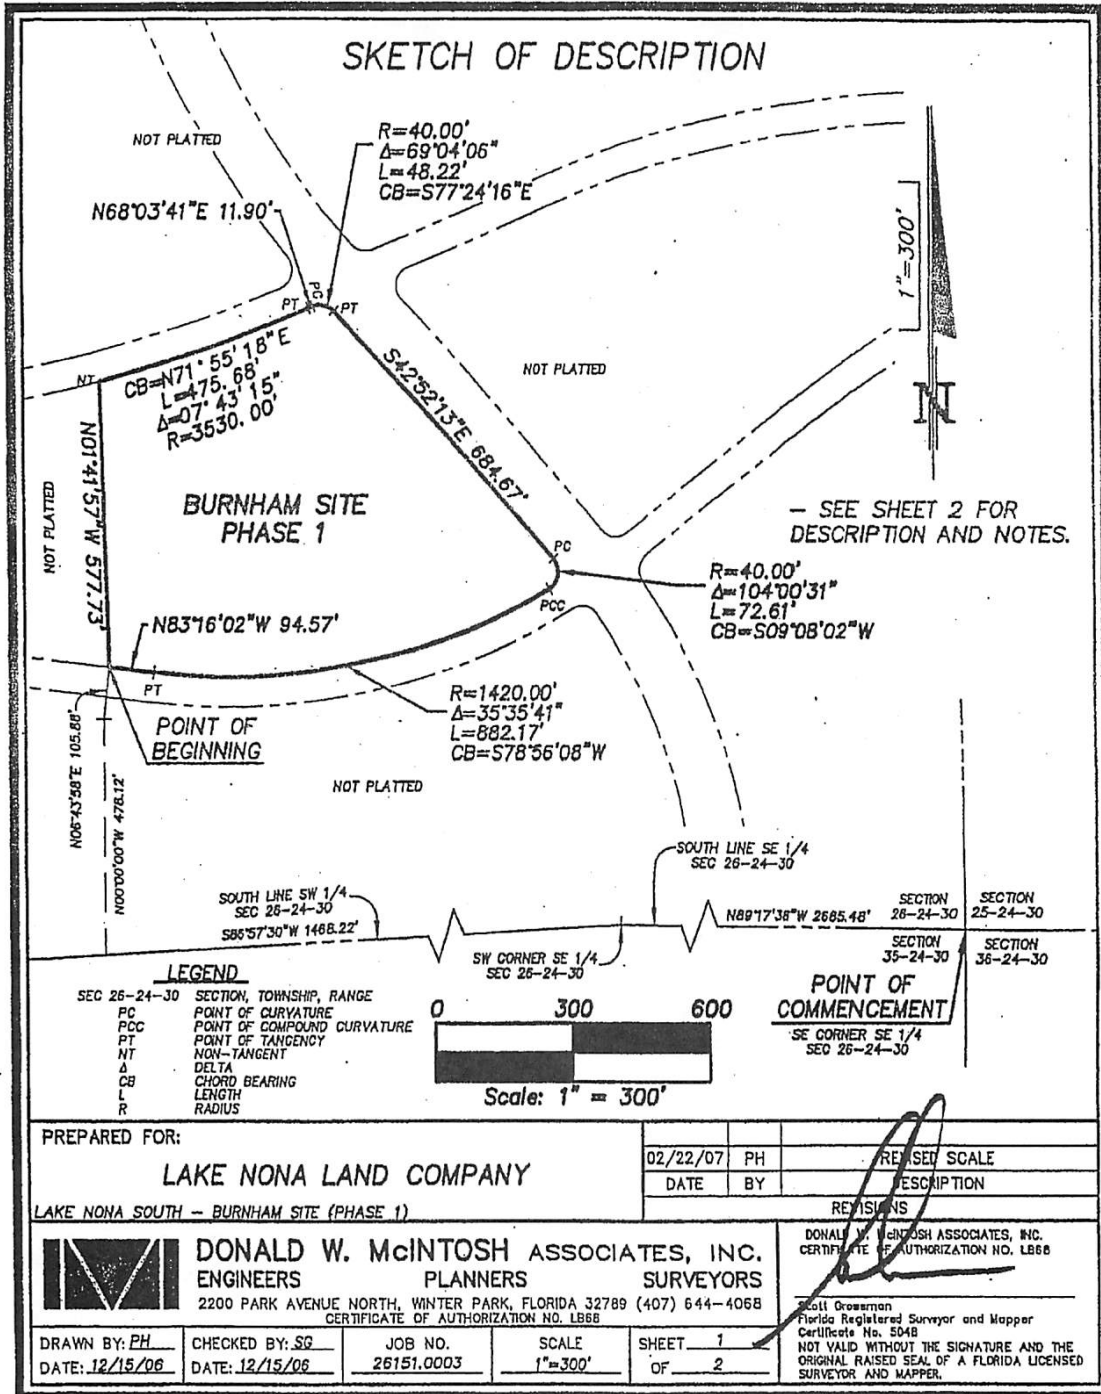 SKETCH OF DESCRIPTION
NOT PLATTED
R=40.00'
Δ=69°04'06"
L=48.22'
CB=S77°24'16"E
N68°03'41"E 11.90'
1"=300'
PC
PT
PT
NT
CB=N71°55'18"E
L=475.68'
Δ=07°43'15"
R=3530.00'
S42°52'13"E 684.67'
NOT PLATTED
N
N01°41'57"W 577.73'
NOT PLATTED
BURNHAM SITE
PHASE 1
- SEE SHEET 2 FOR
DESCRIPTION AND NOTES.
PC
PCC
R=40.00'
Δ=104°00'31"
L=72.61'
CB=S09°08'02"W
N83°16'02"W 94.57'
PT
R=1420.00'
Δ=35°35'41"
L=882.17'
CB=S78°56'08"W
POINT OF
BEGINNING
N06°43'58"E 105.88'
N00°00'00"W 478.12'
NOT PLATTED
SOUTH LINE SE 1/4
SEC 26-24-30
SOUTH LINE SW 1/4
SEC 26-24-30
S86°57'30"W 1468.22'
N89°17'38"W 2685.48'
SECTION
26-24-30
SECTION
25-24-30
SW CORNER SE 1/4
SEC 26-24-30
SECTION
35-24-30
SECTION
36-24-30
POINT OF
COMMENCEMENT
SE CORNER SE 1/4
SEC 26-24-30
LEGEND
SEC 26-24-30 SECTION, TOWNSHIP, RANGE
PC POINT OF CURVATURE
PCC POINT OF COMPOUND CURVATURE
PT POINT OF TANGENCY
NT NON-TANGENT
Δ DELTA
CB CHORD BEARING
L LENGTH
R RADIUS
0 300 600
Scale: 1" = 300'
PREPARED FOR:
LAKE NONA LAND COMPANY
LAKE NONA SOUTH - BURNHAM SITE (PHASE 1)
02/22/07 PH REVISED SCALE
DATE BY DESCRIPTION
REVISIONS
DONALD W. McINTOSH ASSOCIATES, INC.
ENGINEERS PLANNERS SURVEYORS
2200 PARK AVENUE NORTH, WINTER PARK, FLORIDA 32789 (407) 644-4068
CERTIFICATE OF AUTHORIZATION NO. LB68
DONALD W. McINTOSH ASSOCIATES, INC.
CERTIFICATE OF AUTHORIZATION NO. LB68
Scott Grossman
Florida Registered Surveyor and Mapper
Certificate No. 5048
NOT VALID WITHOUT THE SIGNATURE AND THE
ORIGINAL RAISED SEAL OF A FLORIDA LICENSED
SURVEYOR AND MAPPER.
DRAWN BY: PH
DATE: 12/15/06
CHECKED BY: SG
DATE: 12/15/06
JOB NO.
26151.0003
SCALE
1"=300'
SHEET 1
OF 2